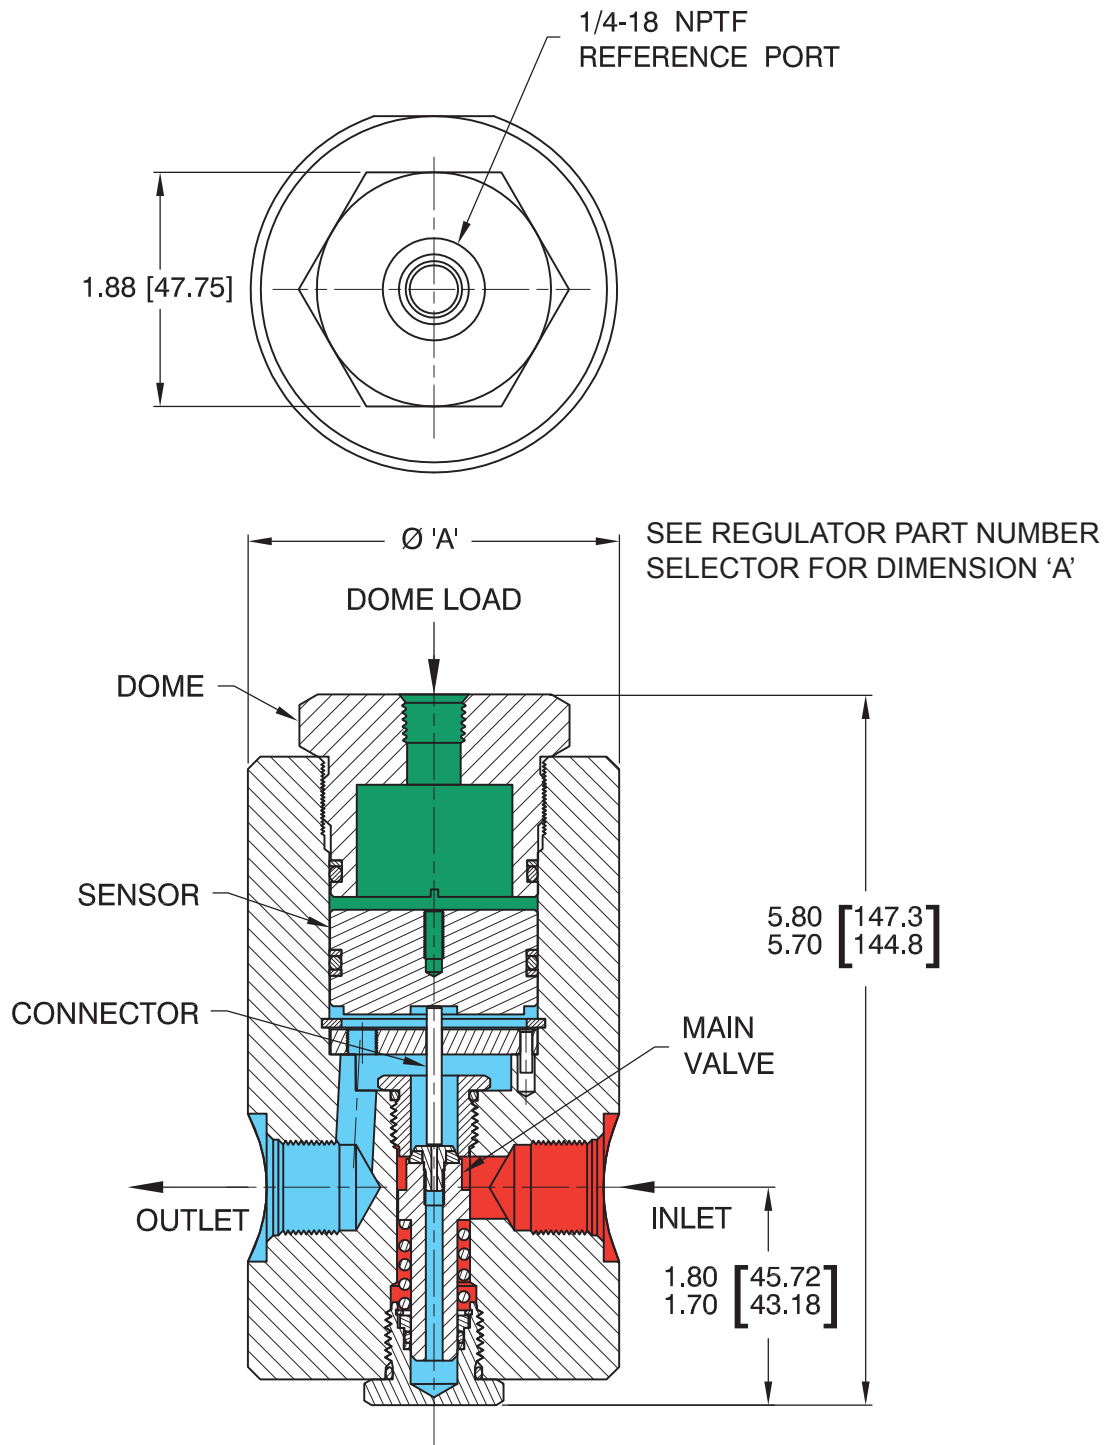 1/4-18 NPTF
REFERENCE PORT
1.88 [47.75]
Ø 'A'
SEE REGULATOR PART NUMBER
SELECTOR FOR DIMENSION ‘A’
DOME LOAD
DOME
SENSOR
5.80 [147.3]
5.70 [144.8]
CONNECTOR
MAIN
VALVE
OUTLET
INLET
1.80 [45.72]
1.70 [43.18]